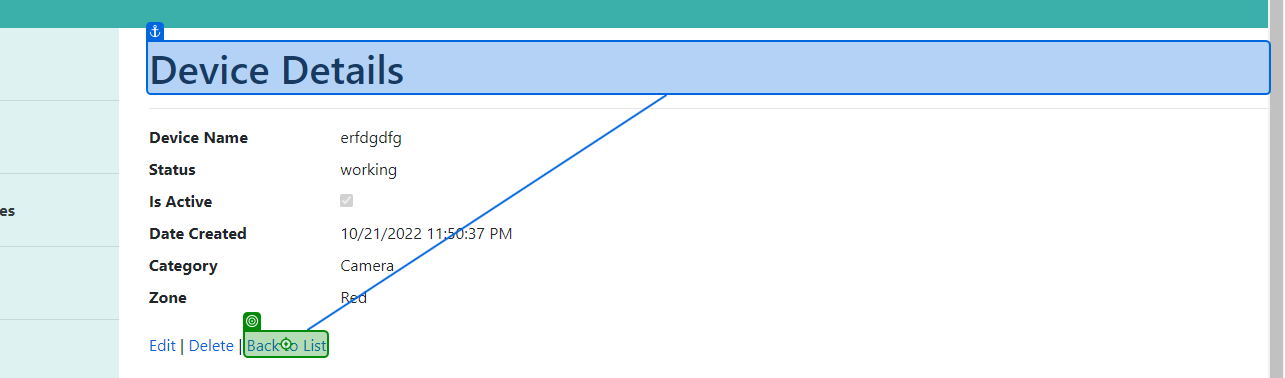 Device Details
Device Name erfdgdfg
es
Status working
Is Active
Date Created 10/21/2022 11:50:37 PM
Category Camera
Zone Red
Edit | Delete | Back to List